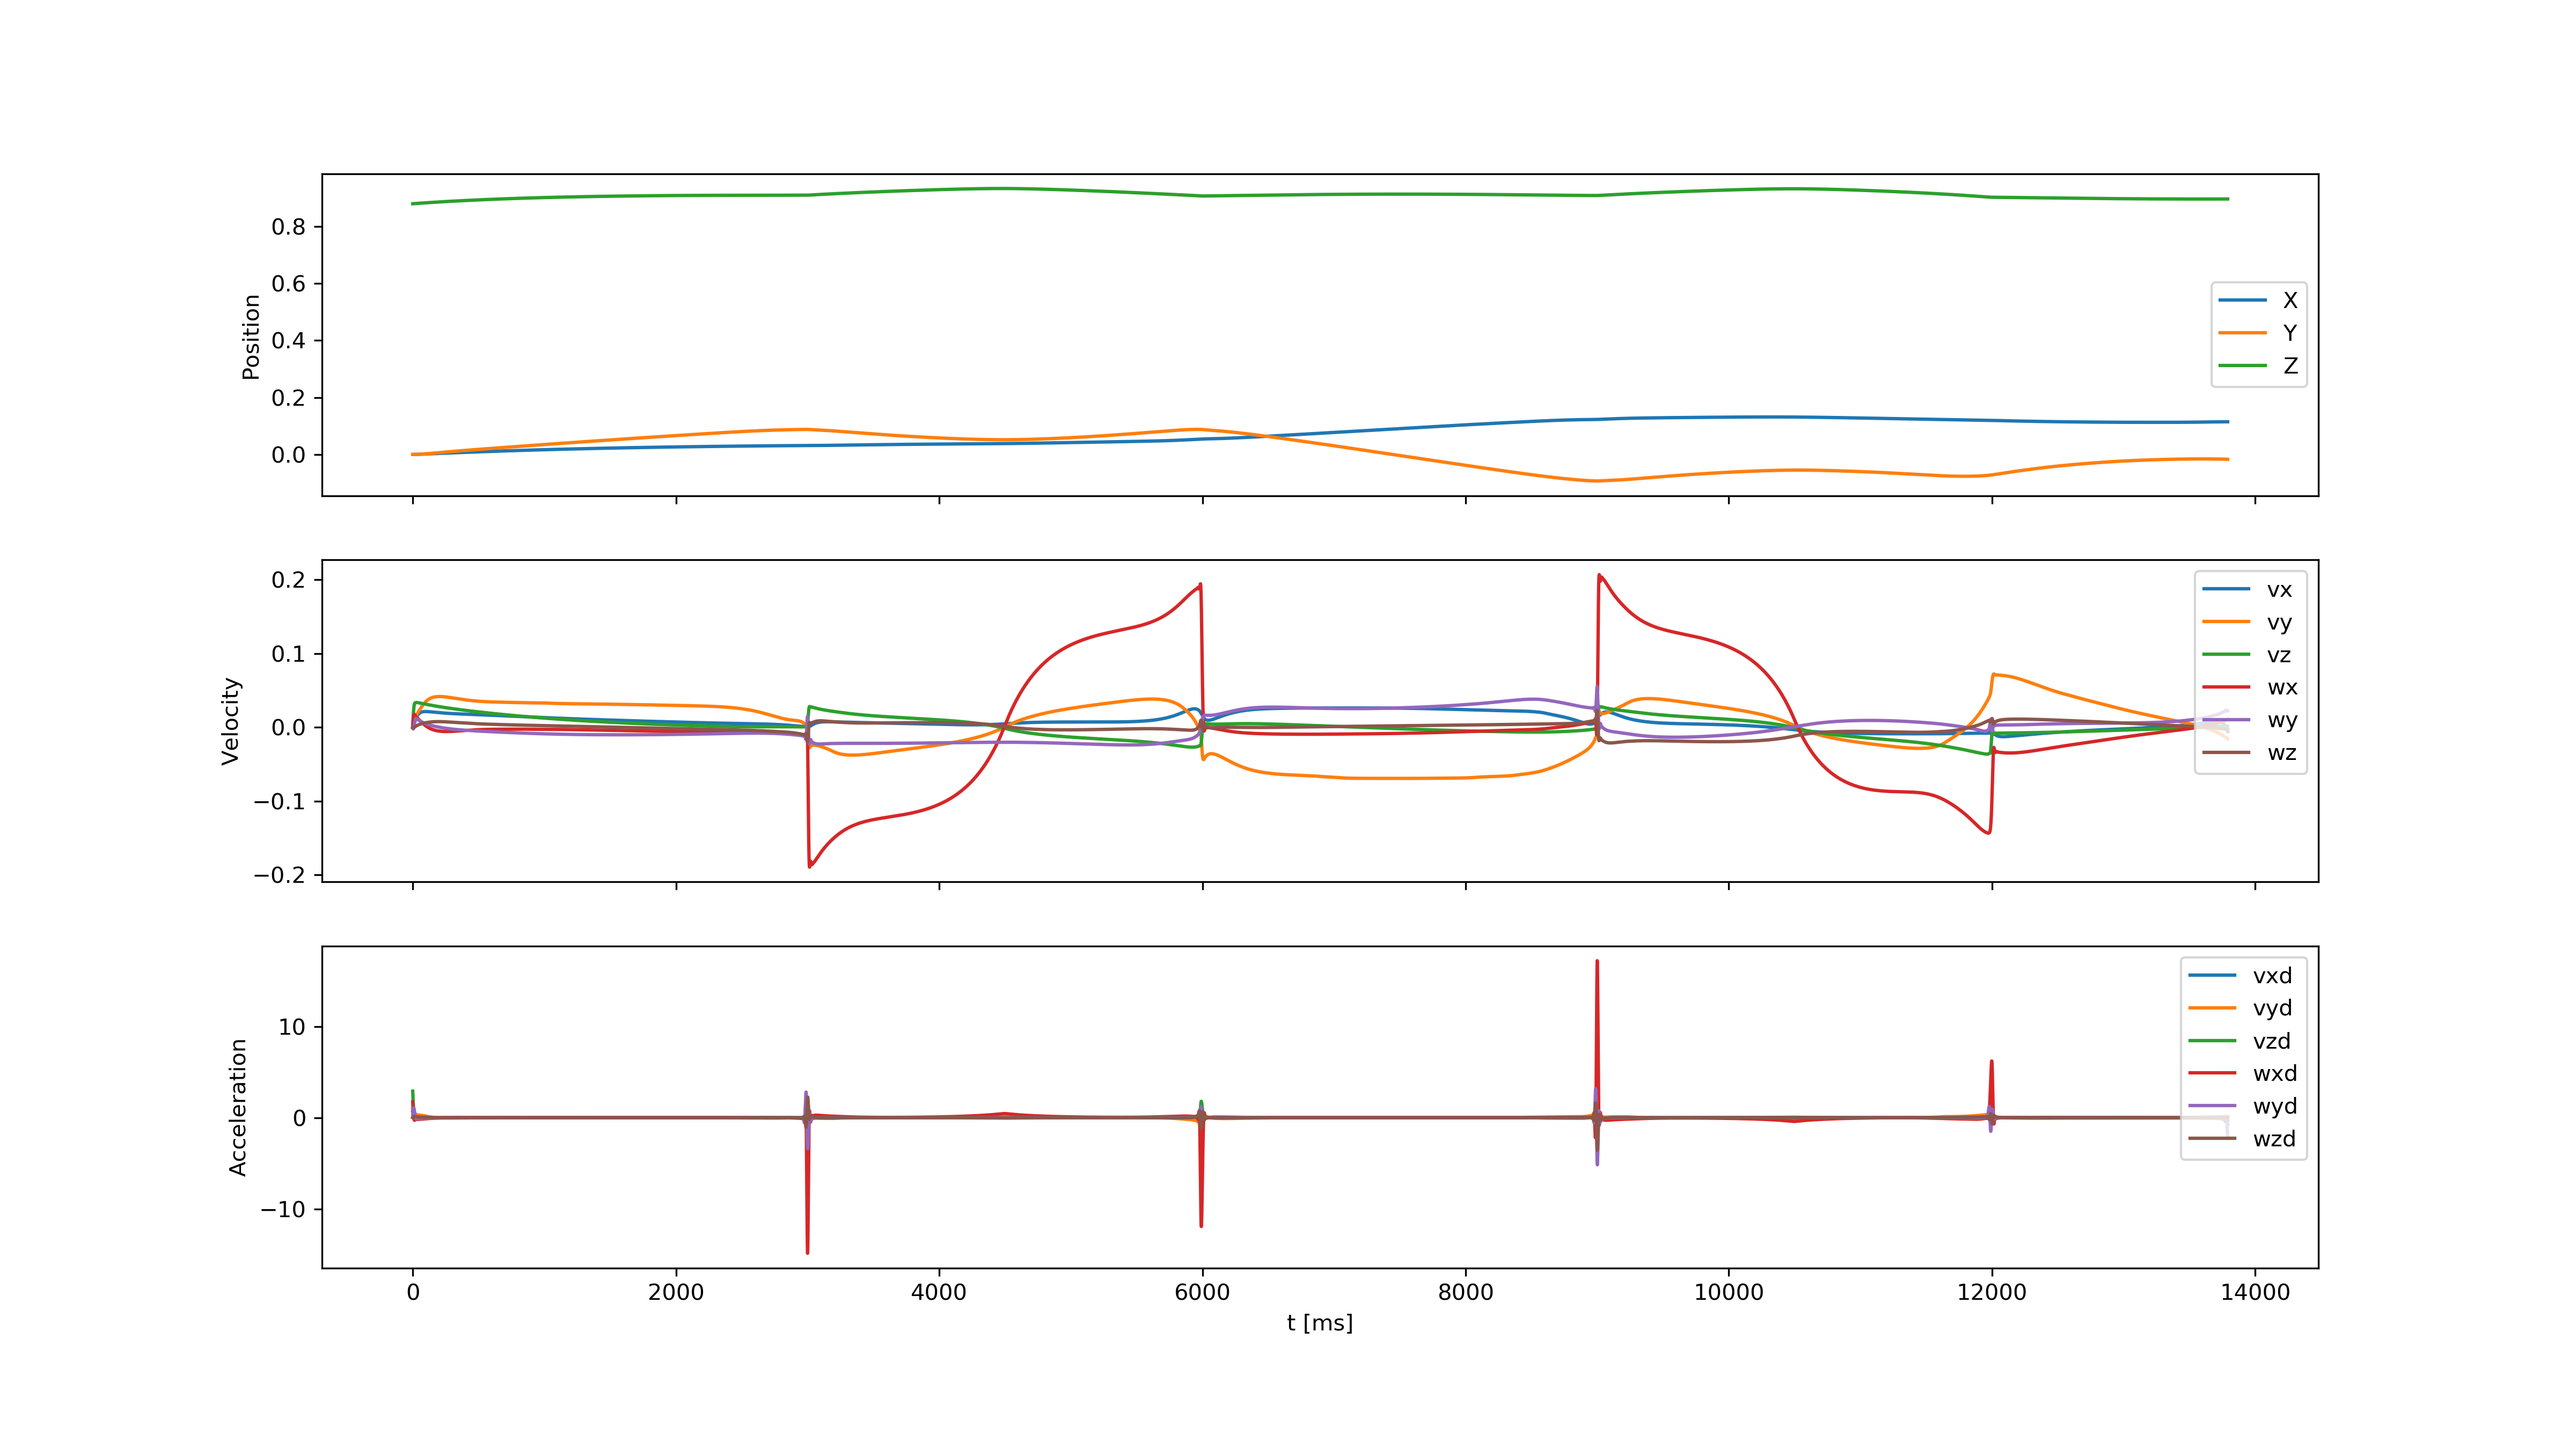 Position
0.8
0.6
0.4
0.2
0.0
X
Y
Z
Velocity
0.2
0.1
0.0
−0.1
−0.2
vx
vy
vz
wx
wy
wz
Acceleration
10
0
−10
vxd
vyd
vzd
wxd
wyd
wzd
0 2000 4000 6000 8000 10000 12000 14000
t [ms]